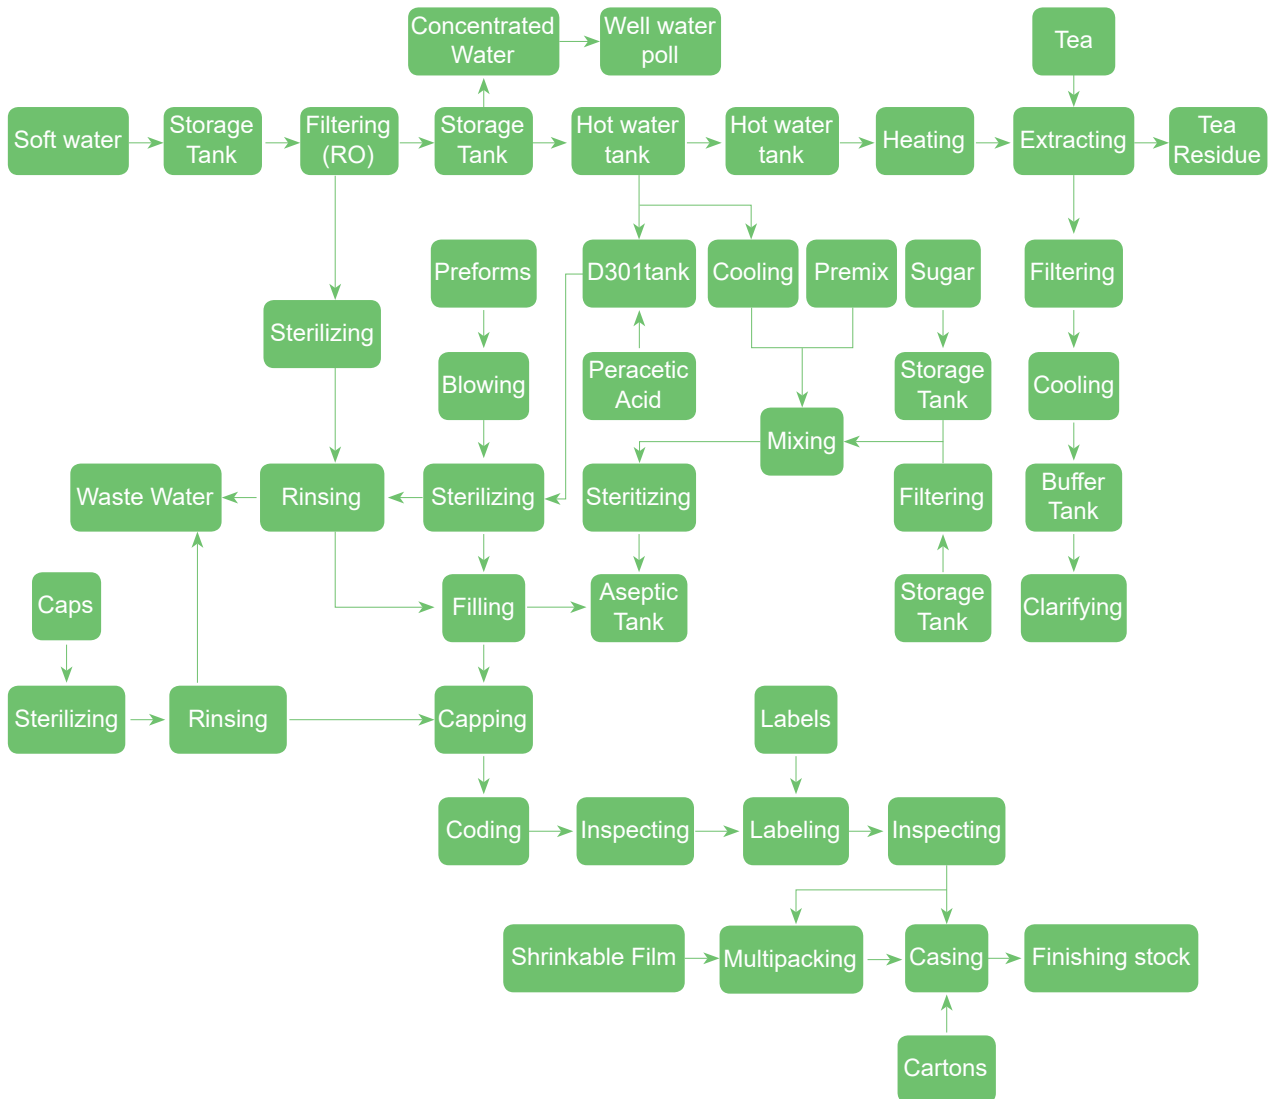 Concentrated
Water
Well water
poll
Tea
Soft water
Storage
Tank
Filtering
(RO)
Storage
Tank
Hot water
tank
Hot water
tank
Heating
Extracting
Tea
Residue
Preforms
D301tank
Cooling
Premix
Sugar
Filtering
Sterilizing
Blowing
Peracetic
Acid
Storage
Tank
Cooling
Mixing
Waste Water
Rinsing
Sterilizing
Steritizing
Filtering
Buffer
Tank
Caps
Filling
Aseptic
Tank
Storage
Tank
Clarifying
Sterilizing
Rinsing
Capping
Labels
Coding
Inspecting
Labeling
Inspecting
Shrinkable Film
Multipacking
Casing
Finishing stock
Cartons